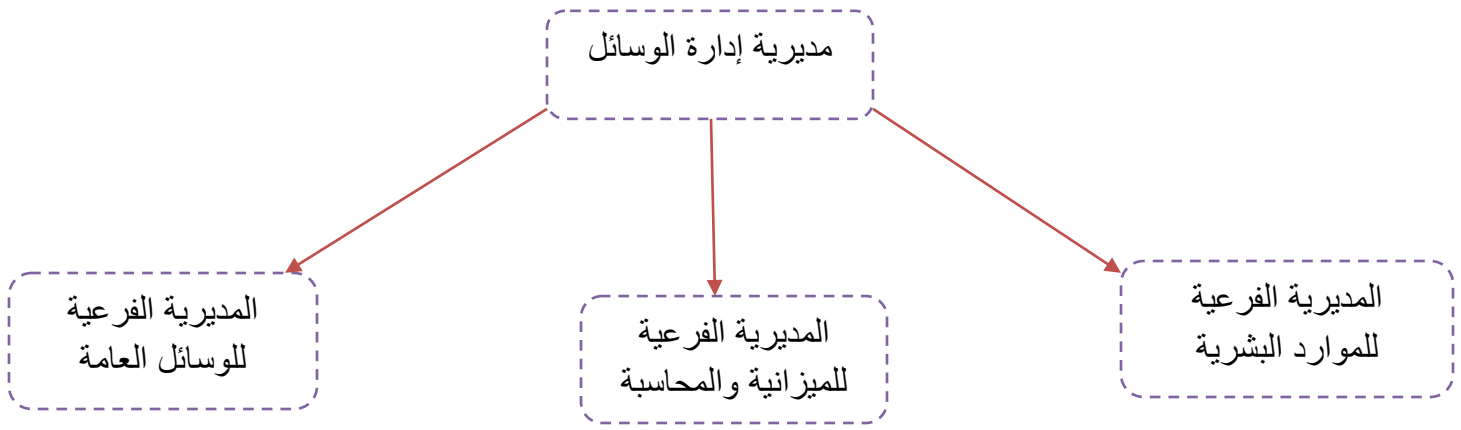 مديرية إدارة الوسائل
المديرية الفرعية
للموارد البشرية
المديرية الفرعية
للميزانية والمحاسبة
المديرية الفرعية
للوسائل العامة